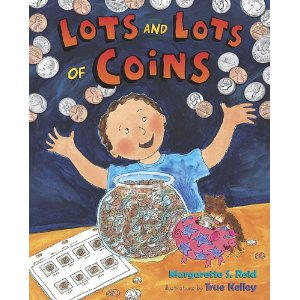 LOTS AND LOTS
OF COINS
Margarette S. Reid
illustrations by True Kelley